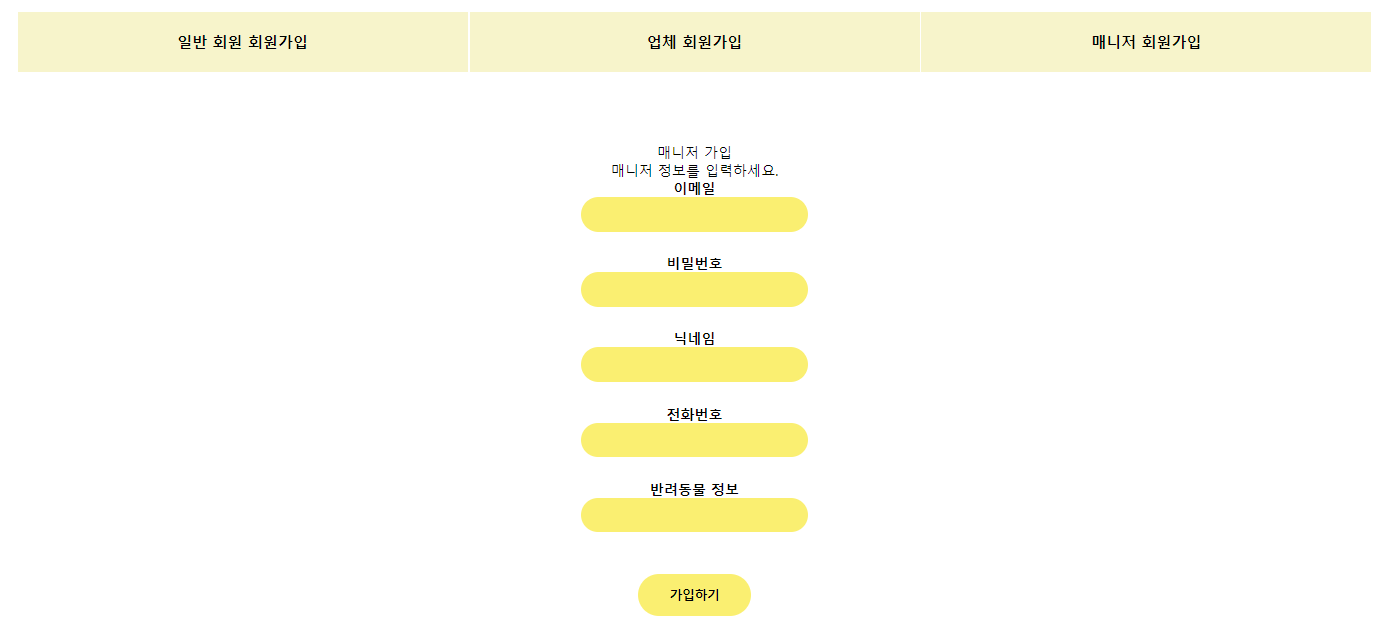 일반 회원 회원가입
업체 회원가입
매니저 회원가입
매니저 가입
매니저 정보를 입력하세요.
이메일
비밀번호
닉네임
전화번호
반려동물 정보
가입하기